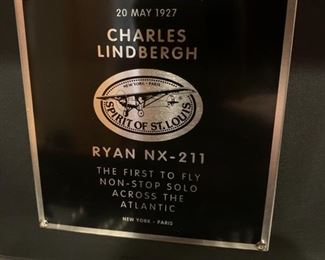 20 MAY 1927
CHARLES
LINDBERGH
NEW YORK - PARIS
SPIRIT OF ST. LOUIS
RYAN NX-211
THE FIRST TO FLY
NON-STOP SOLO
ACROSS THE
ATLANTIC
NEW YORK - PARIS